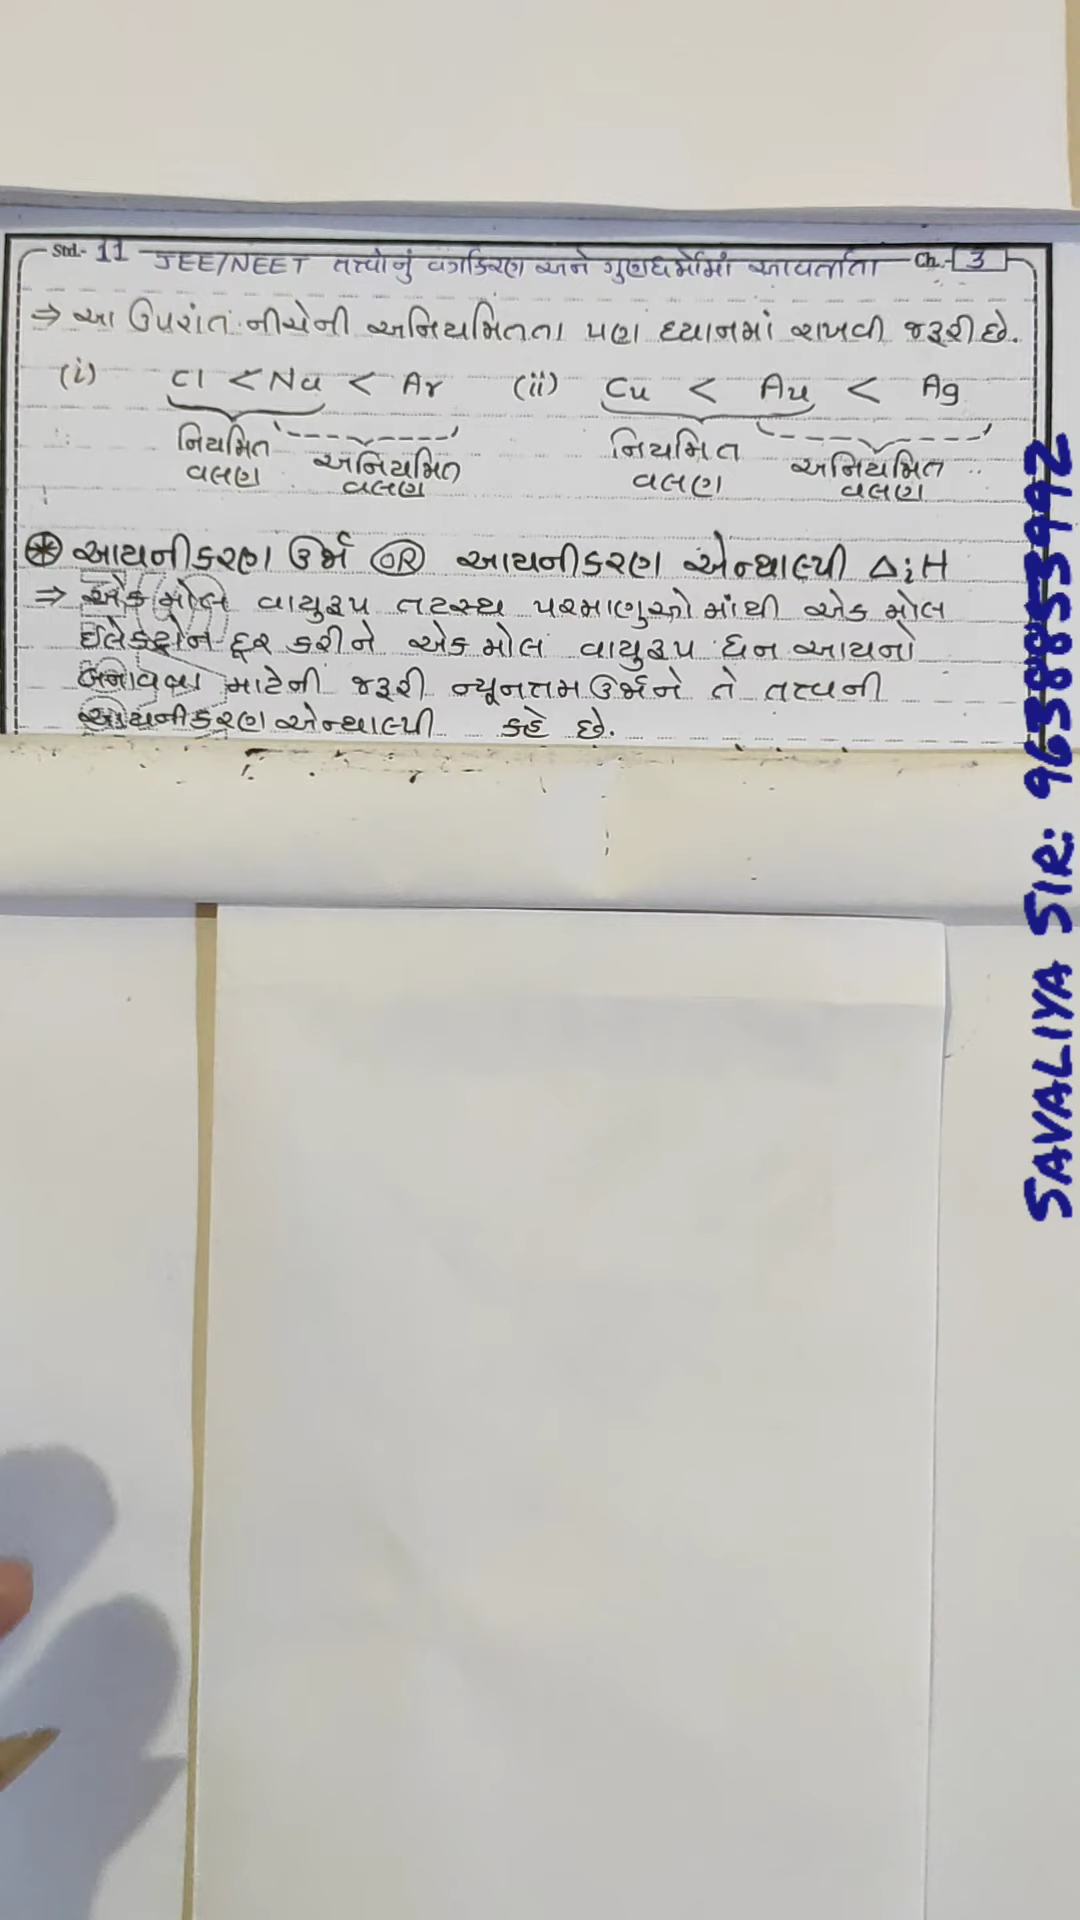 Std.- 11 JEE/NEET તત્ત્વોનું વર્ગીકરણ અને ગુણધર્મોમાં આવર્તતા Ch.- 3
⇒ આ ઉપરાંત નીચેની અનિયમિતતા પણ ધ્યાનમાં રાખવી જરૂરી છે.
(i) Cl < Na < Ar (ii) Cu < Au < Ag
નિયમિત વલણ અનિયમિત વલણ નિયમિત વલણ અનિયમિત વલણ
⊛ આયનીકરણ ઉર્જા OR આયનીકરણ એન્થાલ્પી ΔiH
⇒ એક મોલ વાયુરૂપ તટસ્થ પરમાણુઓ માંથી એક મોલ
ઈલેક્ટ્રોન દૂર કરીને એક મોલ વાયુરૂપ ધન આયનો
બનાવવા માટેની જરૂરી ન્યૂનત્તમ ઉર્જાને તે તત્ત્વની
આયનીકરણ એન્થાલ્પી કહે છે.
SAVALIYA SIR: 9638853992